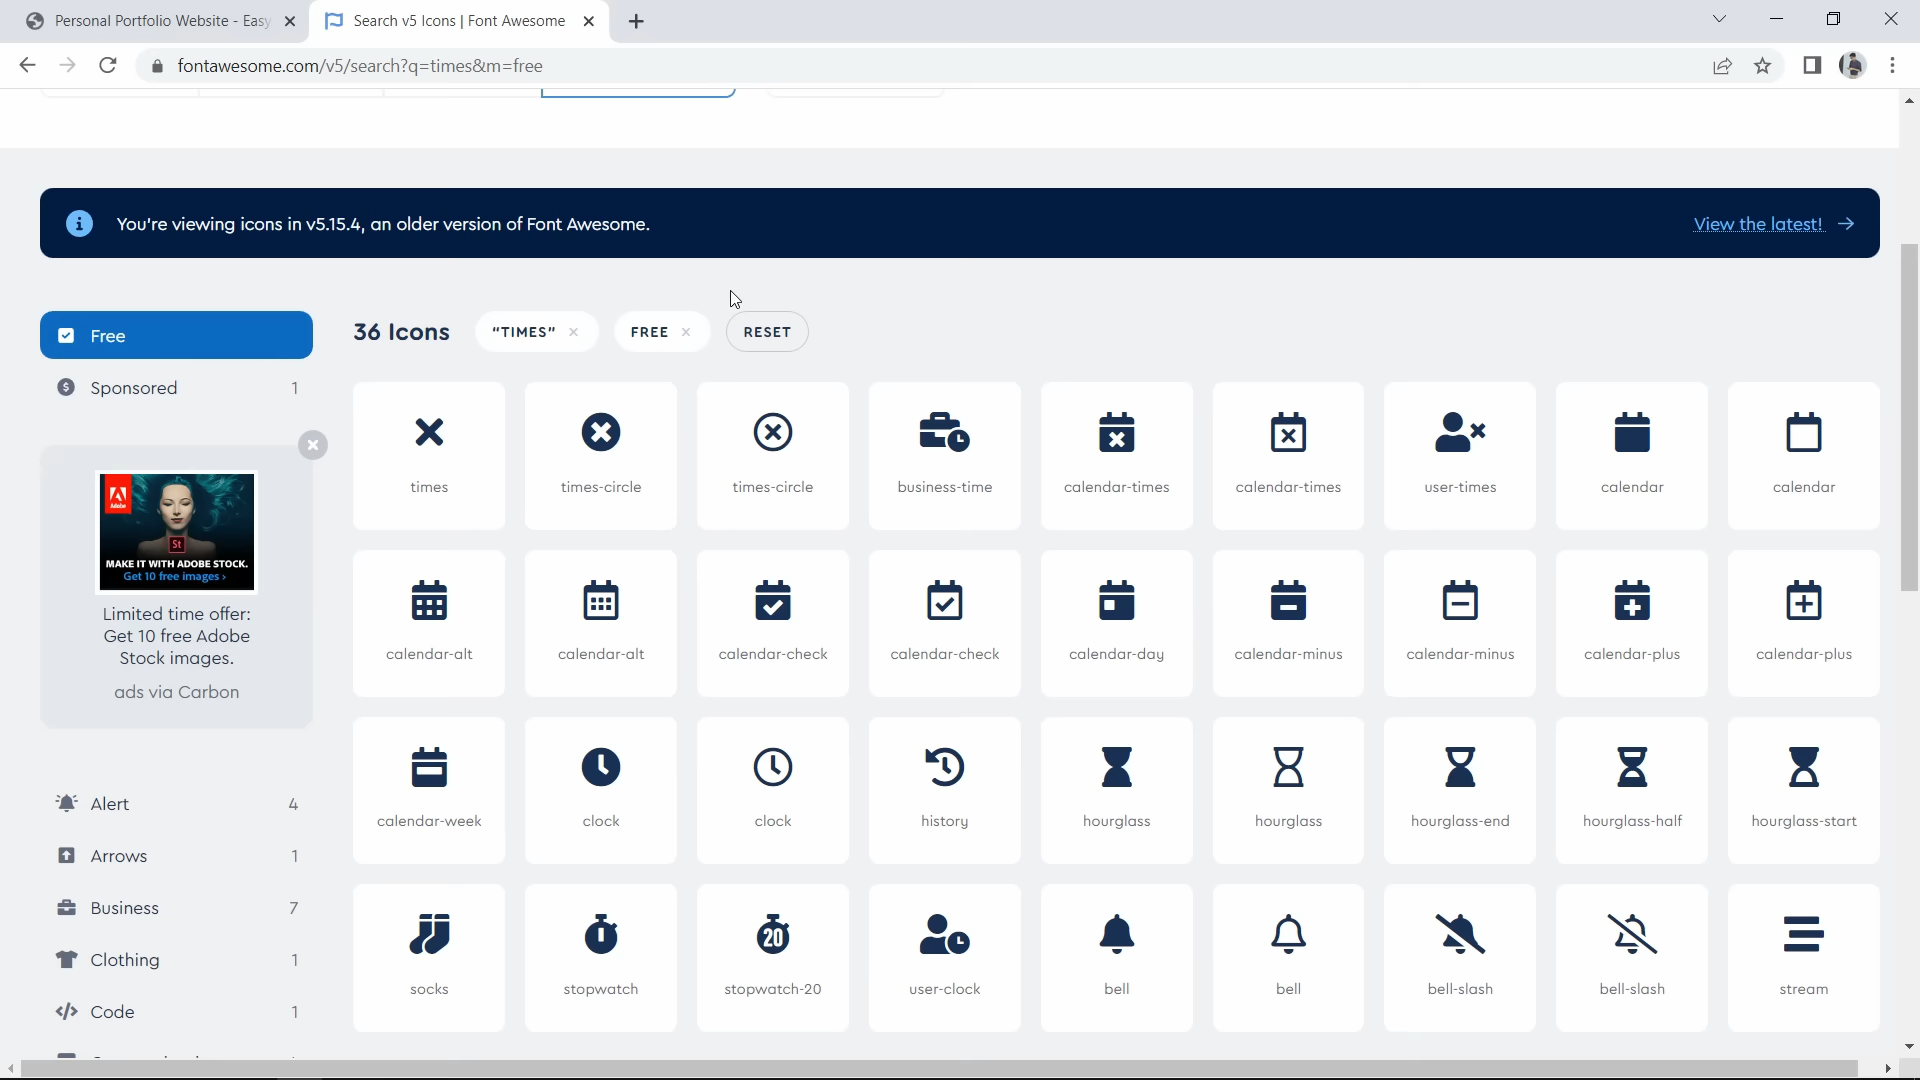 Personal Portfolio Website - Easy
Search v5 Icons | Font Awesome
fontawesome.com/v5/search?q=times&m=free
You're viewing icons in v5.15.4, an older version of Font Awesome.
View the latest!
Free
36 Icons
"TIMES"
FREE
RESET
Sponsored 1
times
times-circle
times-circle
business-time
calendar-times
calendar-times
user-times
calendar
calendar
Adobe
St
MAKE IT WITH ADOBE STOCK.
Get 10 free images ›
Limited time offer:
Get 10 free Adobe
Stock images.
ads via Carbon
calendar-alt
calendar-alt
calendar-check
calendar-check
calendar-day
calendar-minus
calendar-minus
calendar-plus
calendar-plus
calendar-week
clock
clock
history
hourglass
hourglass
hourglass-end
hourglass-half
hourglass-start
Alert 4
Arrows 1
Business 7
Clothing 1
Code 1
20
socks
stopwatch
stopwatch-20
user-clock
bell
bell
bell-slash
bell-slash
stream